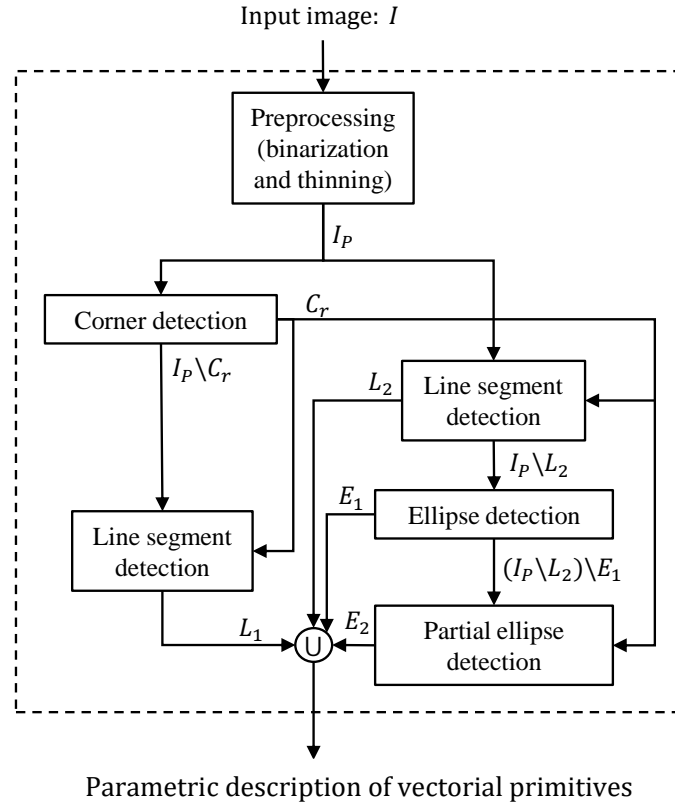 Input image: I
Preprocessing
(binarization
and thinning)
I_P
Corner detection
C_r
I_P\C_r
L_2
Line segment
detection
I_P\L_2
E_1
Ellipse detection
Line segment
detection
(I_P\L_2)\E_1
L_1
U
E_2
Partial ellipse
detection
Parametric description of vectorial primitives